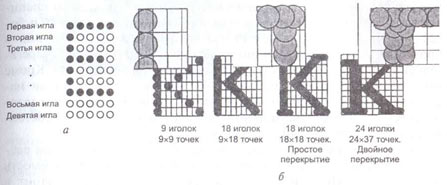 Первая игла
Вторая игла
Третья игла
Восьмая игла
Девятая игла
а
9 иголок
9×9 точек
18 иголок
9×18 точек
18 иголок
18×18 точек.
Простое
перекрытие
24 иголки
24×37 точек.
Двойное
перекрытие
б